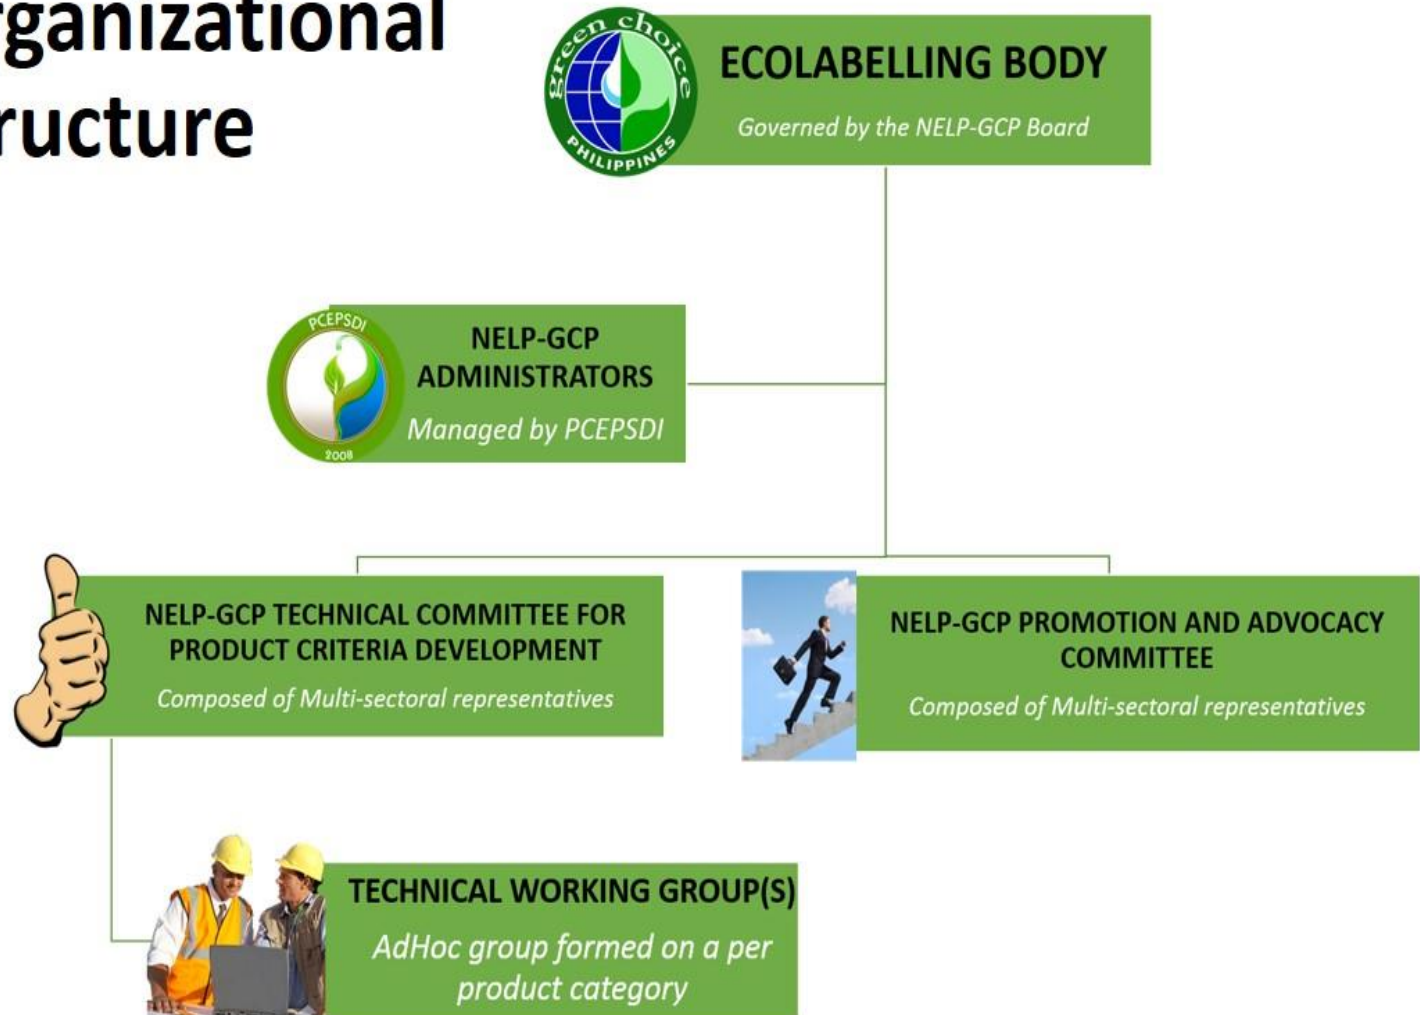 rganizational
ructure
green choice
PHILIPPINES
ECOLABELLING BODY
Governed by the NELP-GCP Board
PCEPSDI
2008
NELP-GCP
ADMINISTRATORS
Managed by PCEPSDI
NELP-GCP TECHNICAL COMMITTEE FOR
PRODUCT CRITERIA DEVELOPMENT
Composed of Multi-sectoral representatives
NELP-GCP PROMOTION AND ADVOCACY
COMMITTEE
Composed of Multi-sectoral representatives
TECHNICAL WORKING GROUP(S)
AdHoc group formed on a per
product category